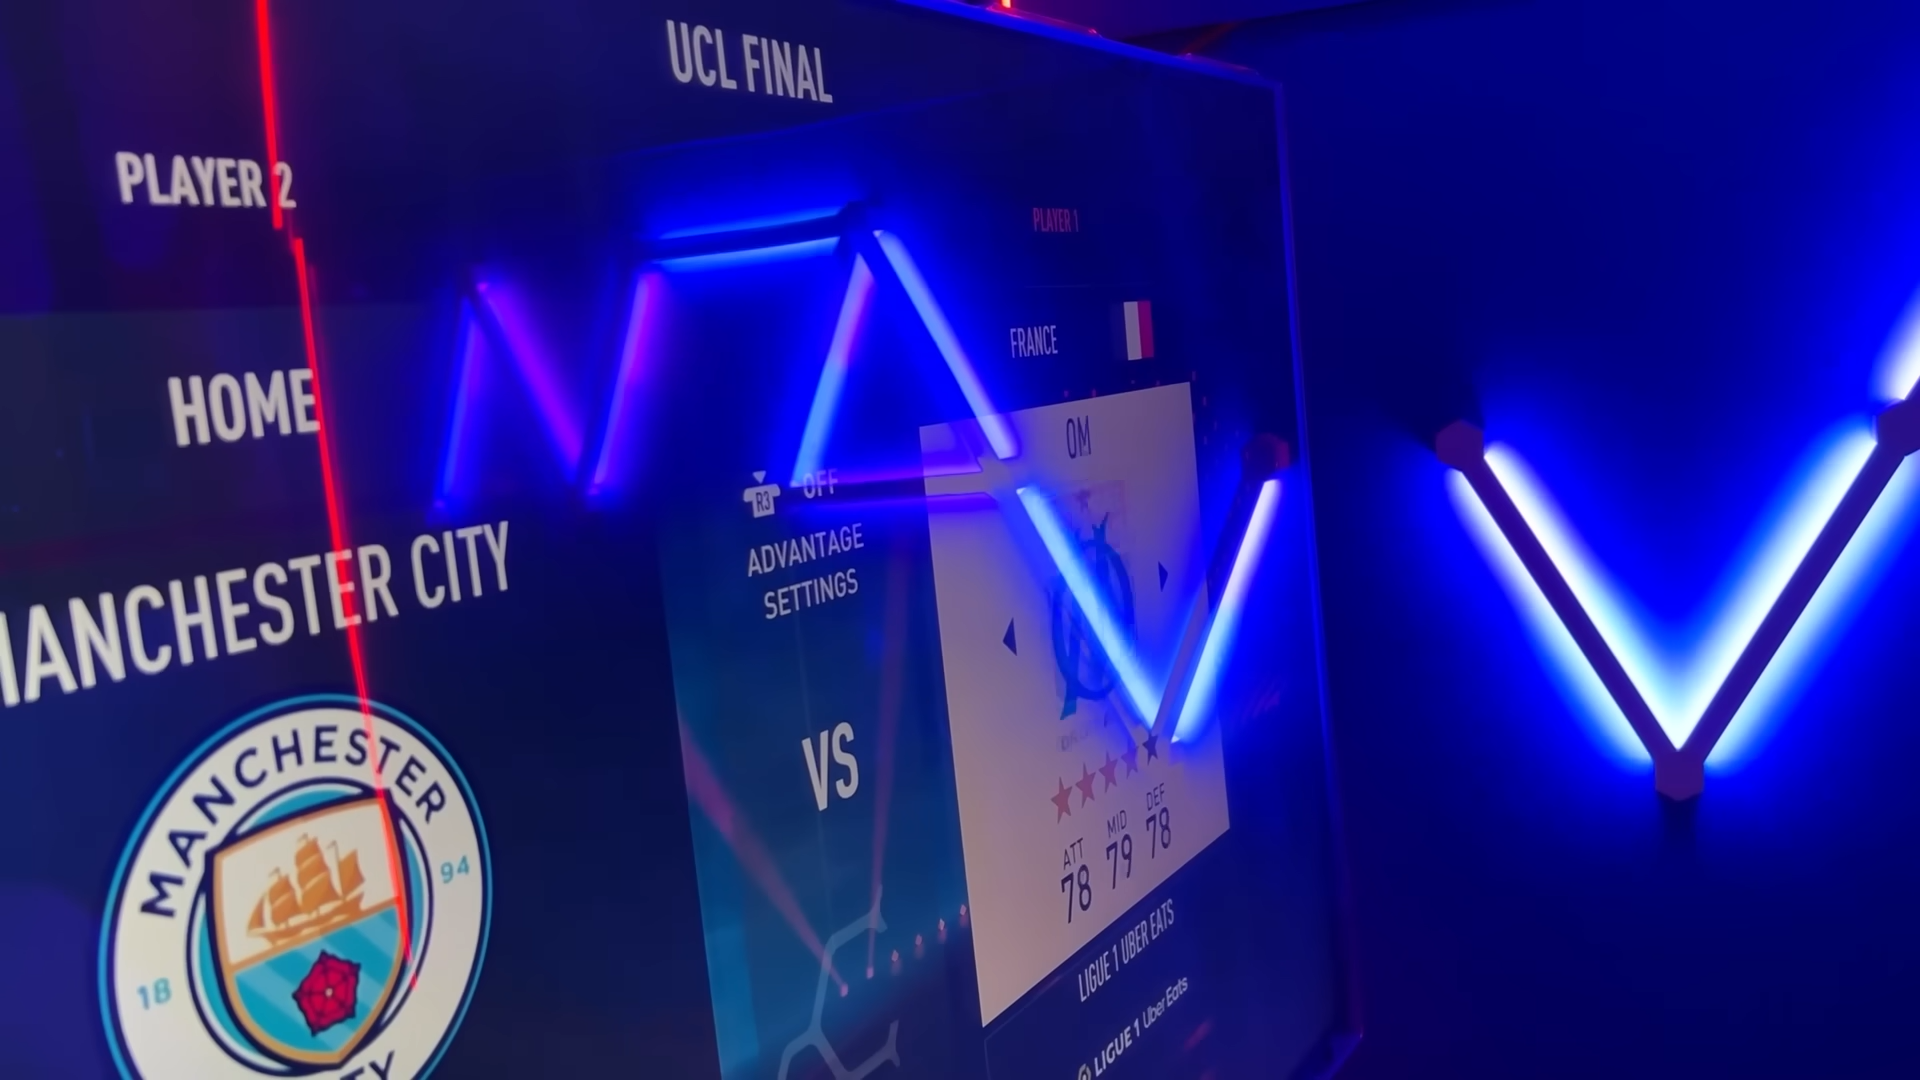 UCL FINAL
PLAYER 2
HOME
MANCHESTER CITY
MANCHESTER
18 94
R3 OFF
ADVANTAGE
SETTINGS
VS
PLAYER 1
FRANCE
OM
ATT MID DEF
78 79 78
LIGUE 1 UBER EATS
LIGUE 1 Uber Eats